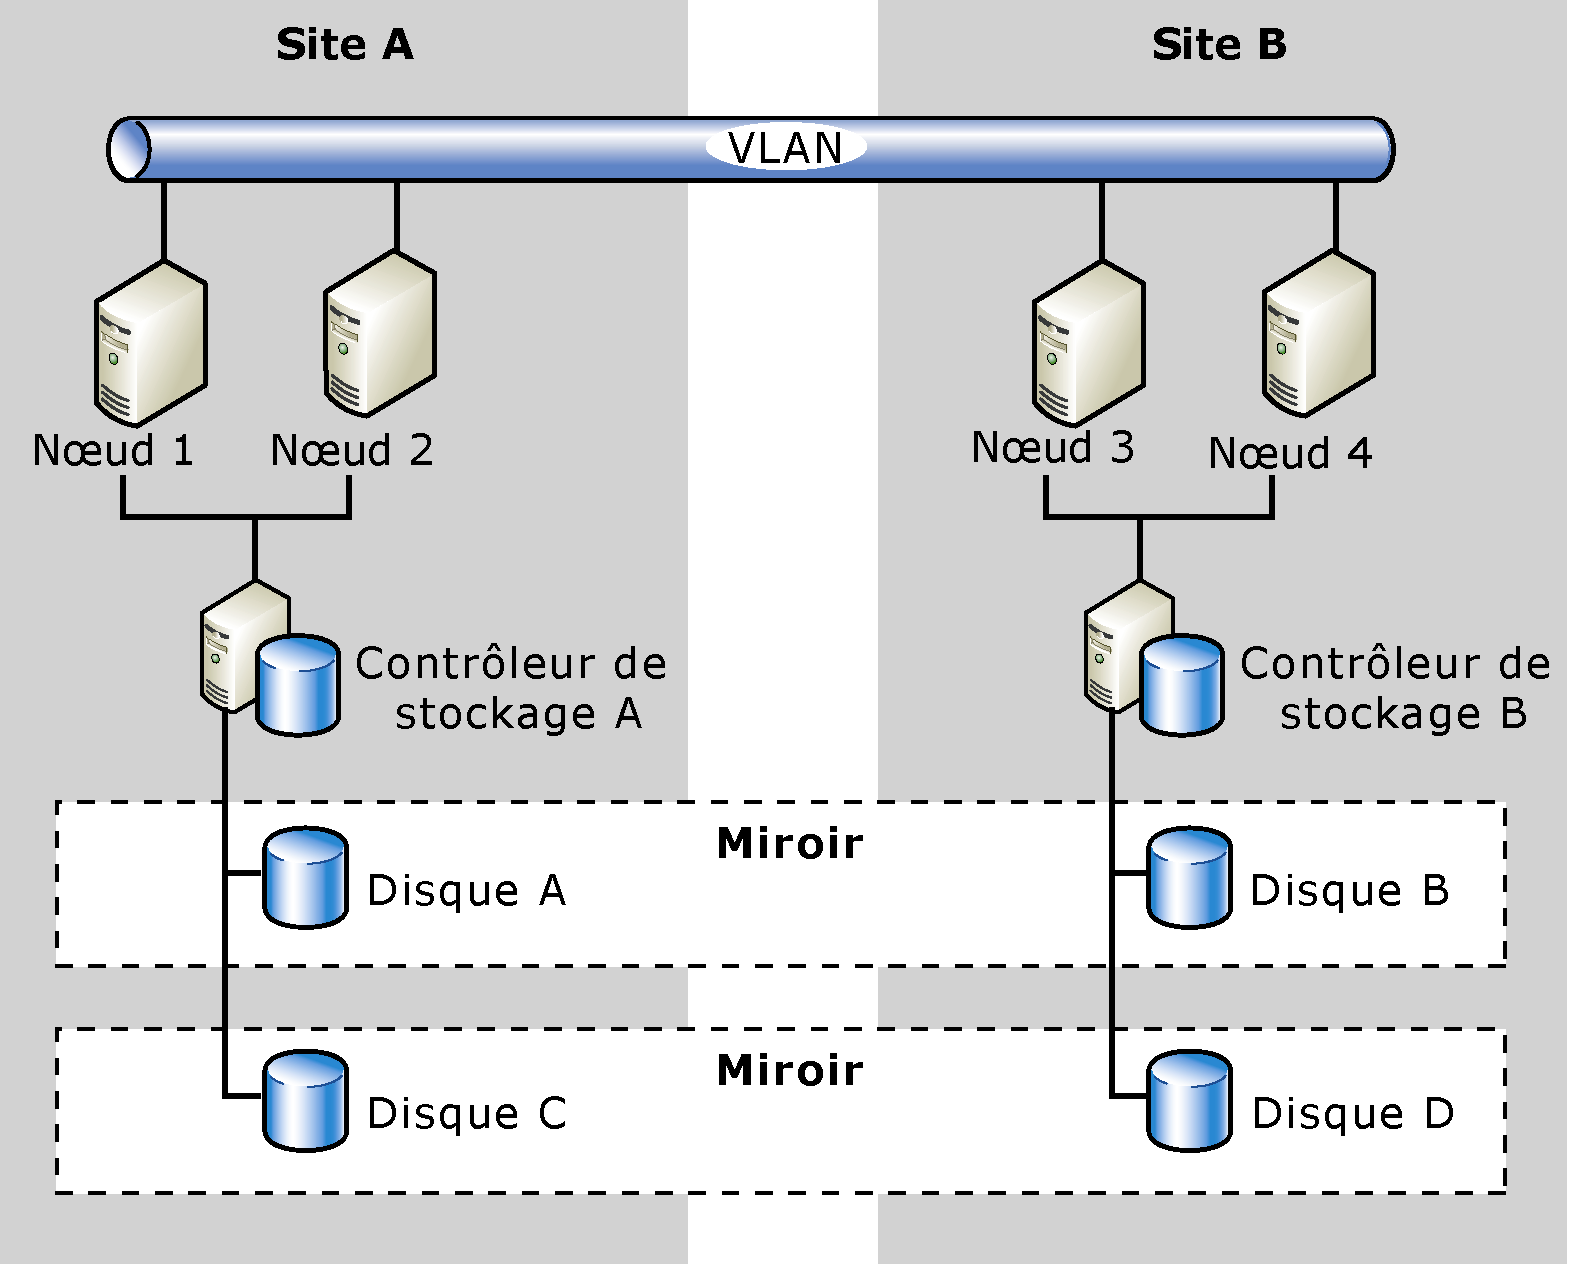 Site A
Site B
VLAN
Nœud 1
Nœud 2
Nœud 3
Nœud 4
Contrôleur de
stockage A
Contrôleur de
stockage B
Miroir
Disque A
Disque B
Miroir
Disque C
Disque D